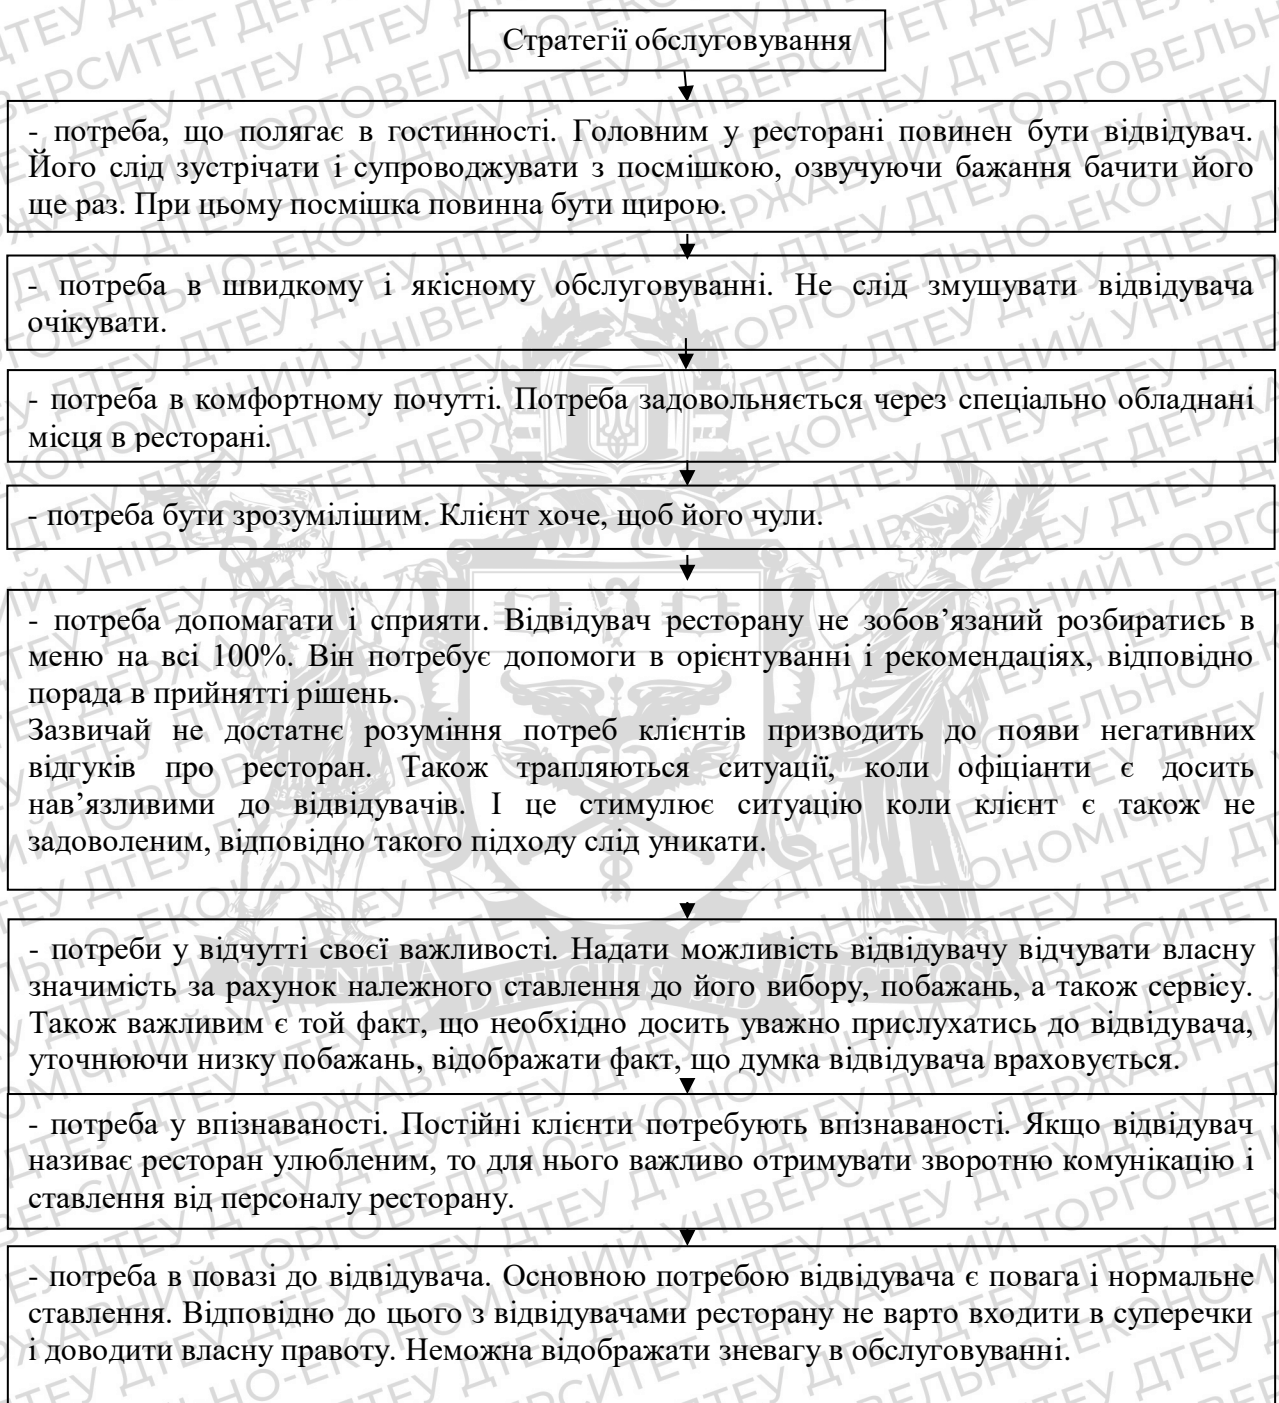 Стратегії обслуговування
- потреба, що полягає в гостинності. Головним у ресторані повинен бути відвідувач.
Його слід зустрічати і супроводжувати з посмішкою, озвучуючи бажання бачити його
ще раз. При цьому посмішка повинна бути щирою.
- потреба в швидкому і якісному обслуговуванні. Не слід змушувати відвідувача
очікувати.
- потреба в комфортному почутті. Потреба задовольняється через спеціально обладнані
місця в ресторані.
- потреба бути зрозумілішим. Клієнт хоче, щоб його чули.
- потреба допомагати і сприяти. Відвідувач ресторану не зобов’язаний розбиратись в
меню на всі 100%. Він потребує допомоги в орієнтуванні і рекомендаціях, відповідно
порада в прийнятті рішень.
Зазвичай не достатнє розуміння потреб клієнтів призводить до появи негативних
відгуків про ресторан. Також трапляються ситуації, коли офіціанти є досить
нав’язливими до відвідувачів. І це стимулює ситуацію коли клієнт є також не
задоволеним, відповідно такого підходу слід уникати.
- потреби у відчутті своєї важливості. Надати можливість відвідувачу відчувати власну
значимість за рахунок належного ставлення до його вибору, побажань, а також сервісу.
Також важливим є той факт, що необхідно досить уважно прислухатись до відвідувача,
уточнюючи низку побажань, відображати факт, що думка відвідувача враховується.
- потреба у впізнаваності. Постійні клієнти потребують впізнаваності. Якщо відвідувач
називає ресторан улюбленим, то для нього важливо отримувати зворотню комунікацію і
ставлення від персоналу ресторану.
- потреба в повазі до відвідувача. Основною потребою відвідувача є повага і нормальне
ставлення. Відповідно до цього з відвідувачами ресторану не варто входити в суперечки
і доводити власну правоту. Неможна відображати зневагу в обслуговуванні.